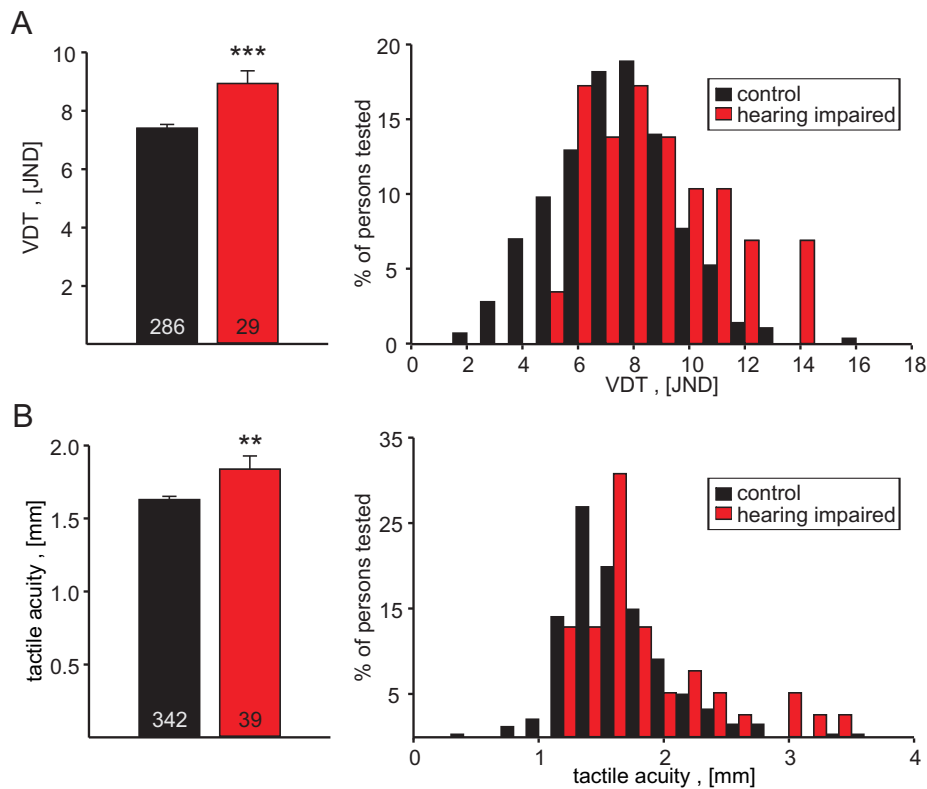 A
VDT , [JND]
10
8
6
4
2
***
286
29
% of persons tested
20
15
10
5
0
control
hearing impaired
0 2 4 6 8 10 12 14 16 18
VDT , [JND]
B
tactile acuity , [mm]
2.0
1.5
1.0
0.5
**
342
39
% of persons tested
35
25
15
5
control
hearing impaired
0 1 2 3 4
tactile acuity , [mm]